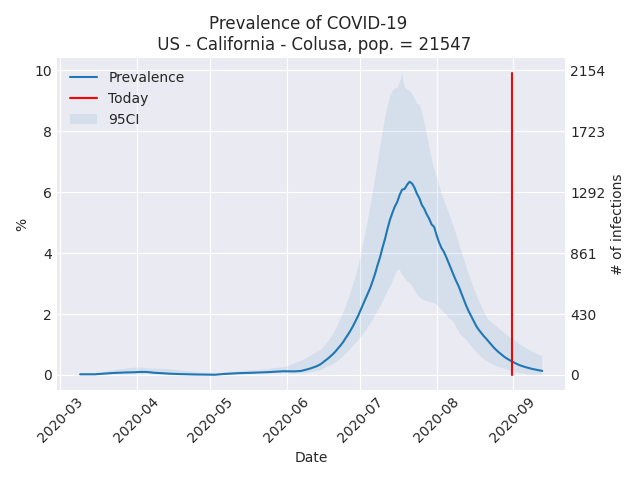 Prevalence of COVID-19
US - California - Colusa, pop. = 21547
Prevalence
Today
95CI
10
8
6
4
2
0
%
2154
1723
1292
861
430
0
# of infections
2020-03
2020-04
2020-05
2020-06
2020-07
2020-08
2020-09
Date